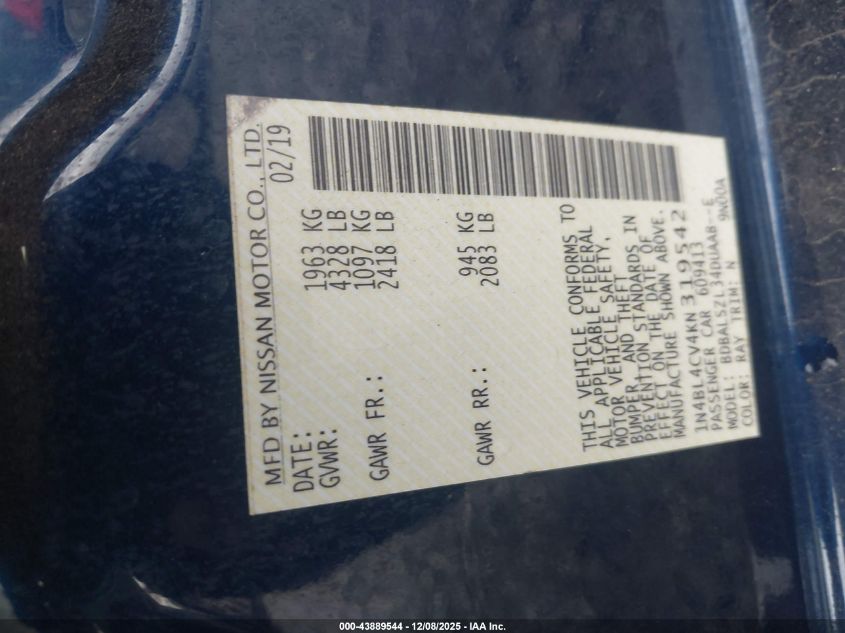 MFD BY NISSAN MOTOR CO., LTD.
DATE: 02/19
GVWR: 1963 KG
4328 LB
GAWR FR.: 1097 KG
2418 LB
GAWR RR.: 945 KG
2083 LB
THIS VEHICLE CONFORMS TO
ALL APPLICABLE FEDERAL
MOTOR VEHICLE SAFETY,
BUMPER, AND THEFT
PREVENTION STANDARDS IN
EFFECT ON THE DATE OF
MANUFACTURE SHOWN ABOVE.
1N4BL4CV4KN319542
PASSENGER CAR 609413
MODEL: BDBALSZL34DUAAB--E
COLOR: RAY TRIM: N 9N00A
000-43889544 - 12/08/2025 - IAA Inc.